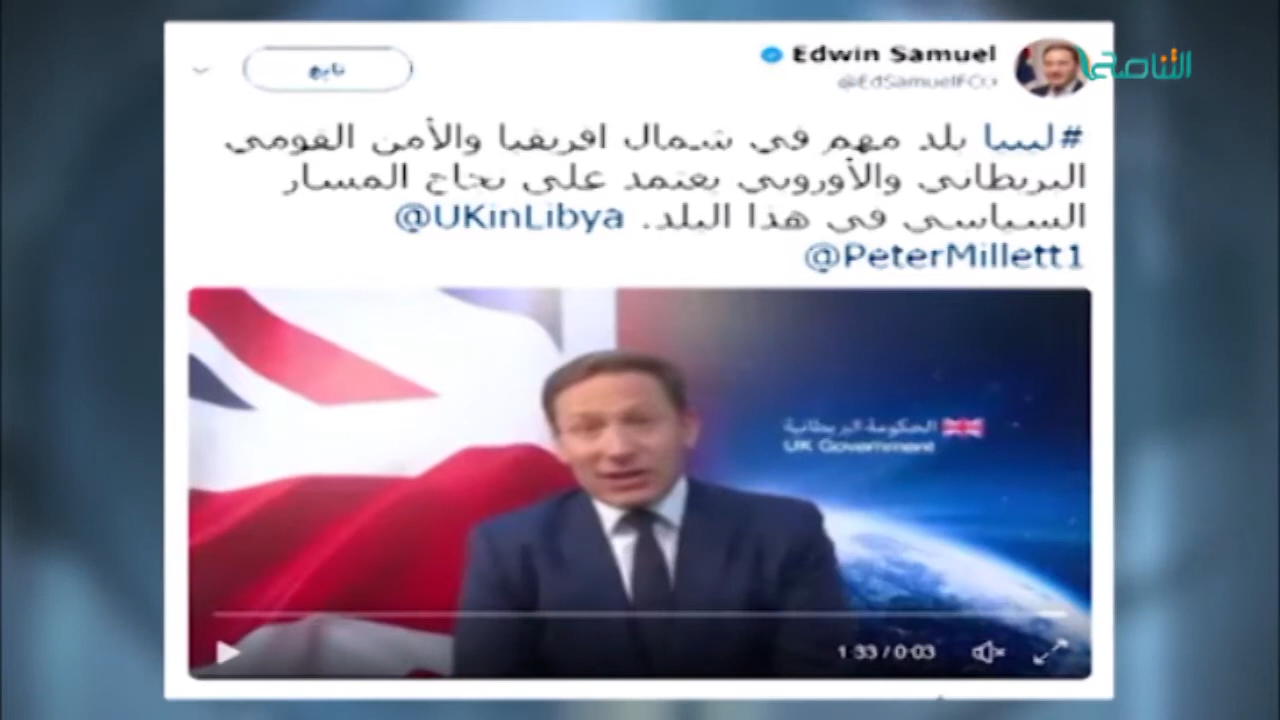 التناصح
Edwin Samuel
@EdSamuelFCO
تابع
#ليبيا بلد مهم في شمال افريقيا والأمن القومي
البريطاني والأوروبي يعتمد على نجاح المسار
السياسي في هذا البلد. @UKinLibya
@PeterMillett1
الحكومة البريطانية
UK Government
1:33 / 0:03